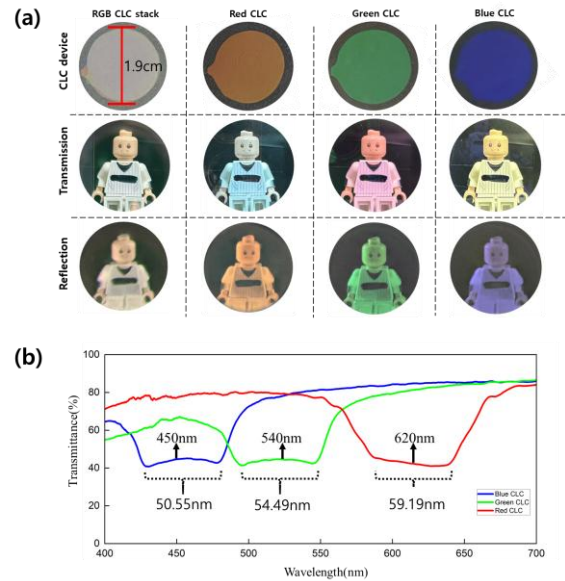 (a)
RGB CLC stack
Red CLC
Green CLC
Blue CLC
CLC device
1.9cm
Transmission
Reflection
(b)
100
80
60
40
20
0
Transmittance(%)
450nm
540nm
620nm
50.55nm
54.49nm
59.19nm
Blue CLC
Green CLC
Red CLC
400
450
500
550
600
650
700
Wavelength(nm)